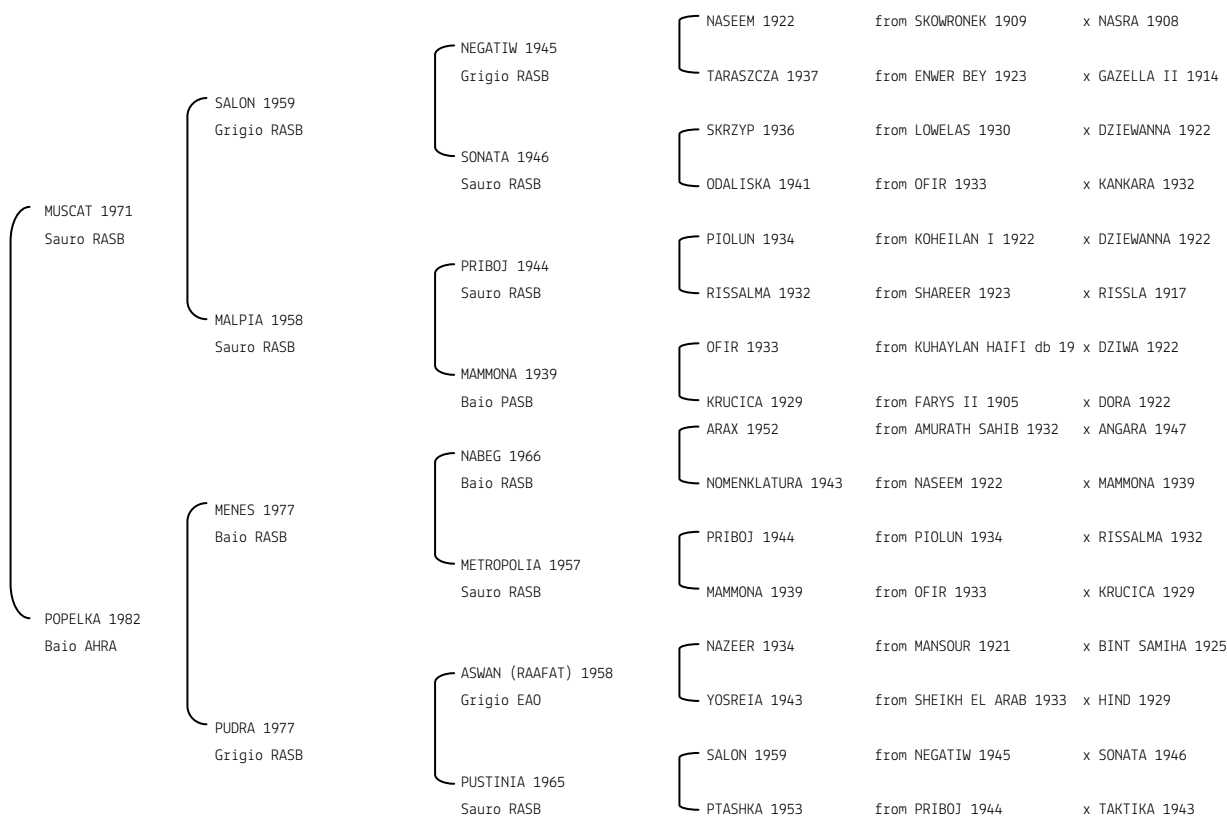 NASEEM 1922 from SKOWRONEK 1909 x NASRA 1908
NEGATIW 1945
Grigio RASB
TARASZCZA 1937 from ENWER BEY 1923 x GAZELLA II 1914
SALON 1959
Grigio RASB
SKRZYP 1936 from LOWELAS 1930 x DZIEWANNA 1922
SONATA 1946
Sauro RASB
ODALISKA 1941 from OFIR 1933 x KANKARA 1932
MUSCAT 1971
Sauro RASB
PIOLUN 1934 from KOHEILAN I 1922 x DZIEWANNA 1922
PRIBOJ 1944
Sauro RASB
RISSALMA 1932 from SHAREER 1923 x RISSLA 1917
MALPIA 1958
Sauro RASB
OFIR 1933 from KUHAYLAN HAIFI db 19 x DZIWA 1922
MAMMONA 1939
Baio PASB
KRUCICA 1929 from FARYS II 1905 x DORA 1922
ARAX 1952 from AMURATH SAHIB 1932 x ANGARA 1947
NABEG 1966
Baio RASB
NOMENKLATURA 1943 from NASEEM 1922 x MAMMONA 1939
MENES 1977
Baio RASB
PRIBOJ 1944 from PIOLUN 1934 x RISSALMA 1932
METROPOLIA 1957
Sauro RASB
MAMMONA 1939 from OFIR 1933 x KRUCICA 1929
POPELKA 1982
Baio AHRA
NAZEER 1934 from MANSOUR 1921 x BINT SAMIHA 1925
ASWAN (RAAFAT) 1958
Grigio EAO
YOSREIA 1943 from SHEIKH EL ARAB 1933 x HIND 1929
PUDRA 1977
Grigio RASB
SALON 1959 from NEGATIW 1945 x SONATA 1946
PUSTINIA 1965
Sauro RASB
PTASHKA 1953 from PRIBOJ 1944 x TAKTIKA 1943